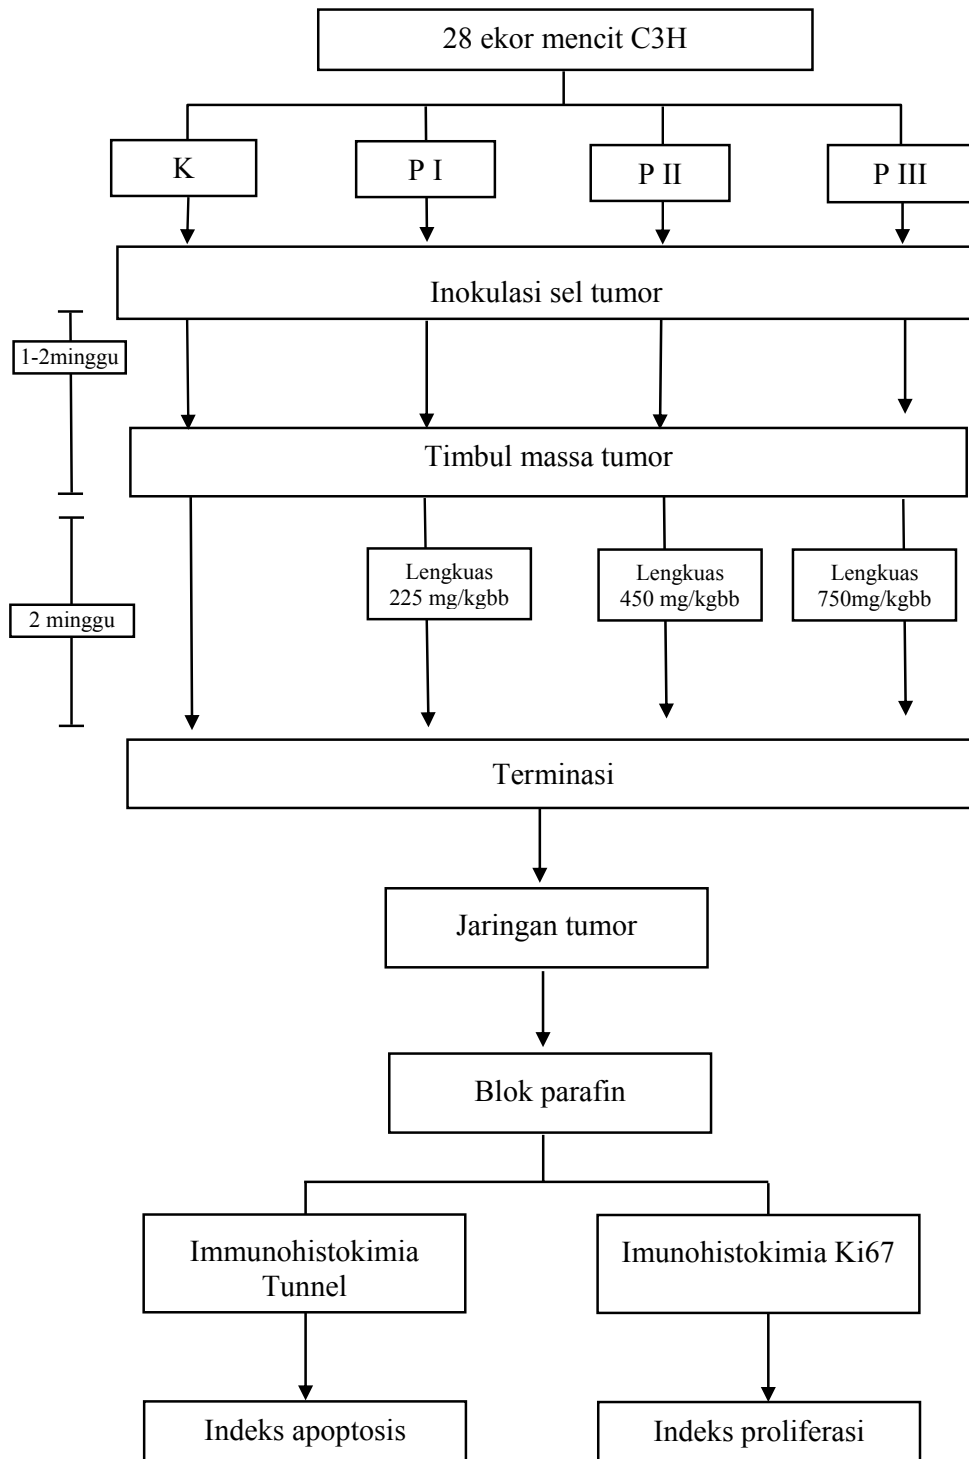 28 ekor mencit C3H
K
P I
P II
P III
Inokulasi sel tumor
1-2minggu
Timbul massa tumor
Lengkuas
225 mg/kgbb
Lengkuas
450 mg/kgbb
Lengkuas
750mg/kgbb
2 minggu
Terminasi
Jaringan tumor
Blok parafin
Immunohistokimia
Tunnel
Imunohistokimia Ki67
Indeks apoptosis
Indeks proliferasi